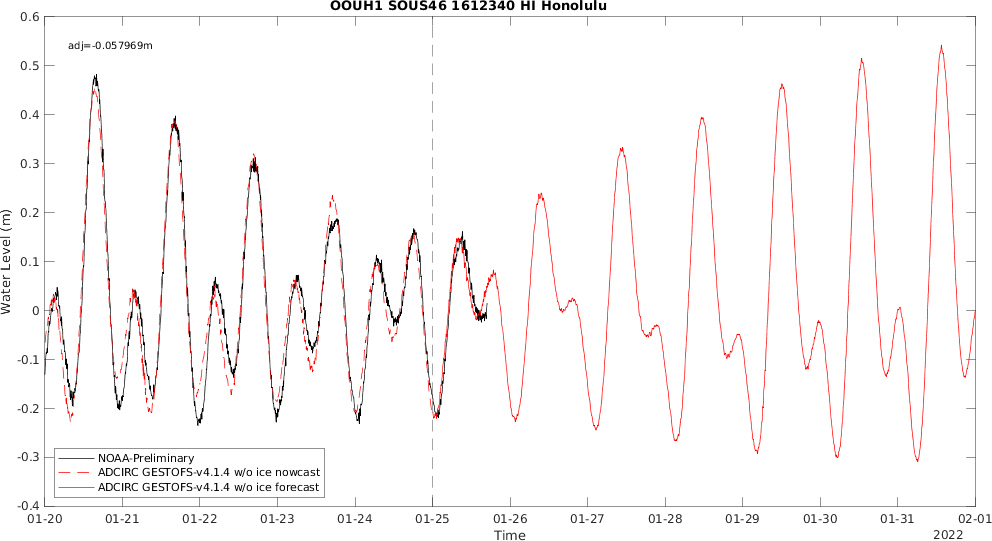 OOUH1 SOUS46 1612340 HI Honolulu
adj=-0.057969m
Water Level (m)
0.6
0.5
0.4
0.3
0.2
0.1
0
-0.1
-0.2
-0.3
-0.4
NOAA-Preliminary
ADCIRC GESTOFS-v4.1.4 w/o ice nowcast
ADCIRC GESTOFS-v4.1.4 w/o ice forecast
01-20 01-21 01-22 01-23 01-24 01-25 01-26 01-27 01-28 01-29 01-30 01-31 02-01
Time
2022